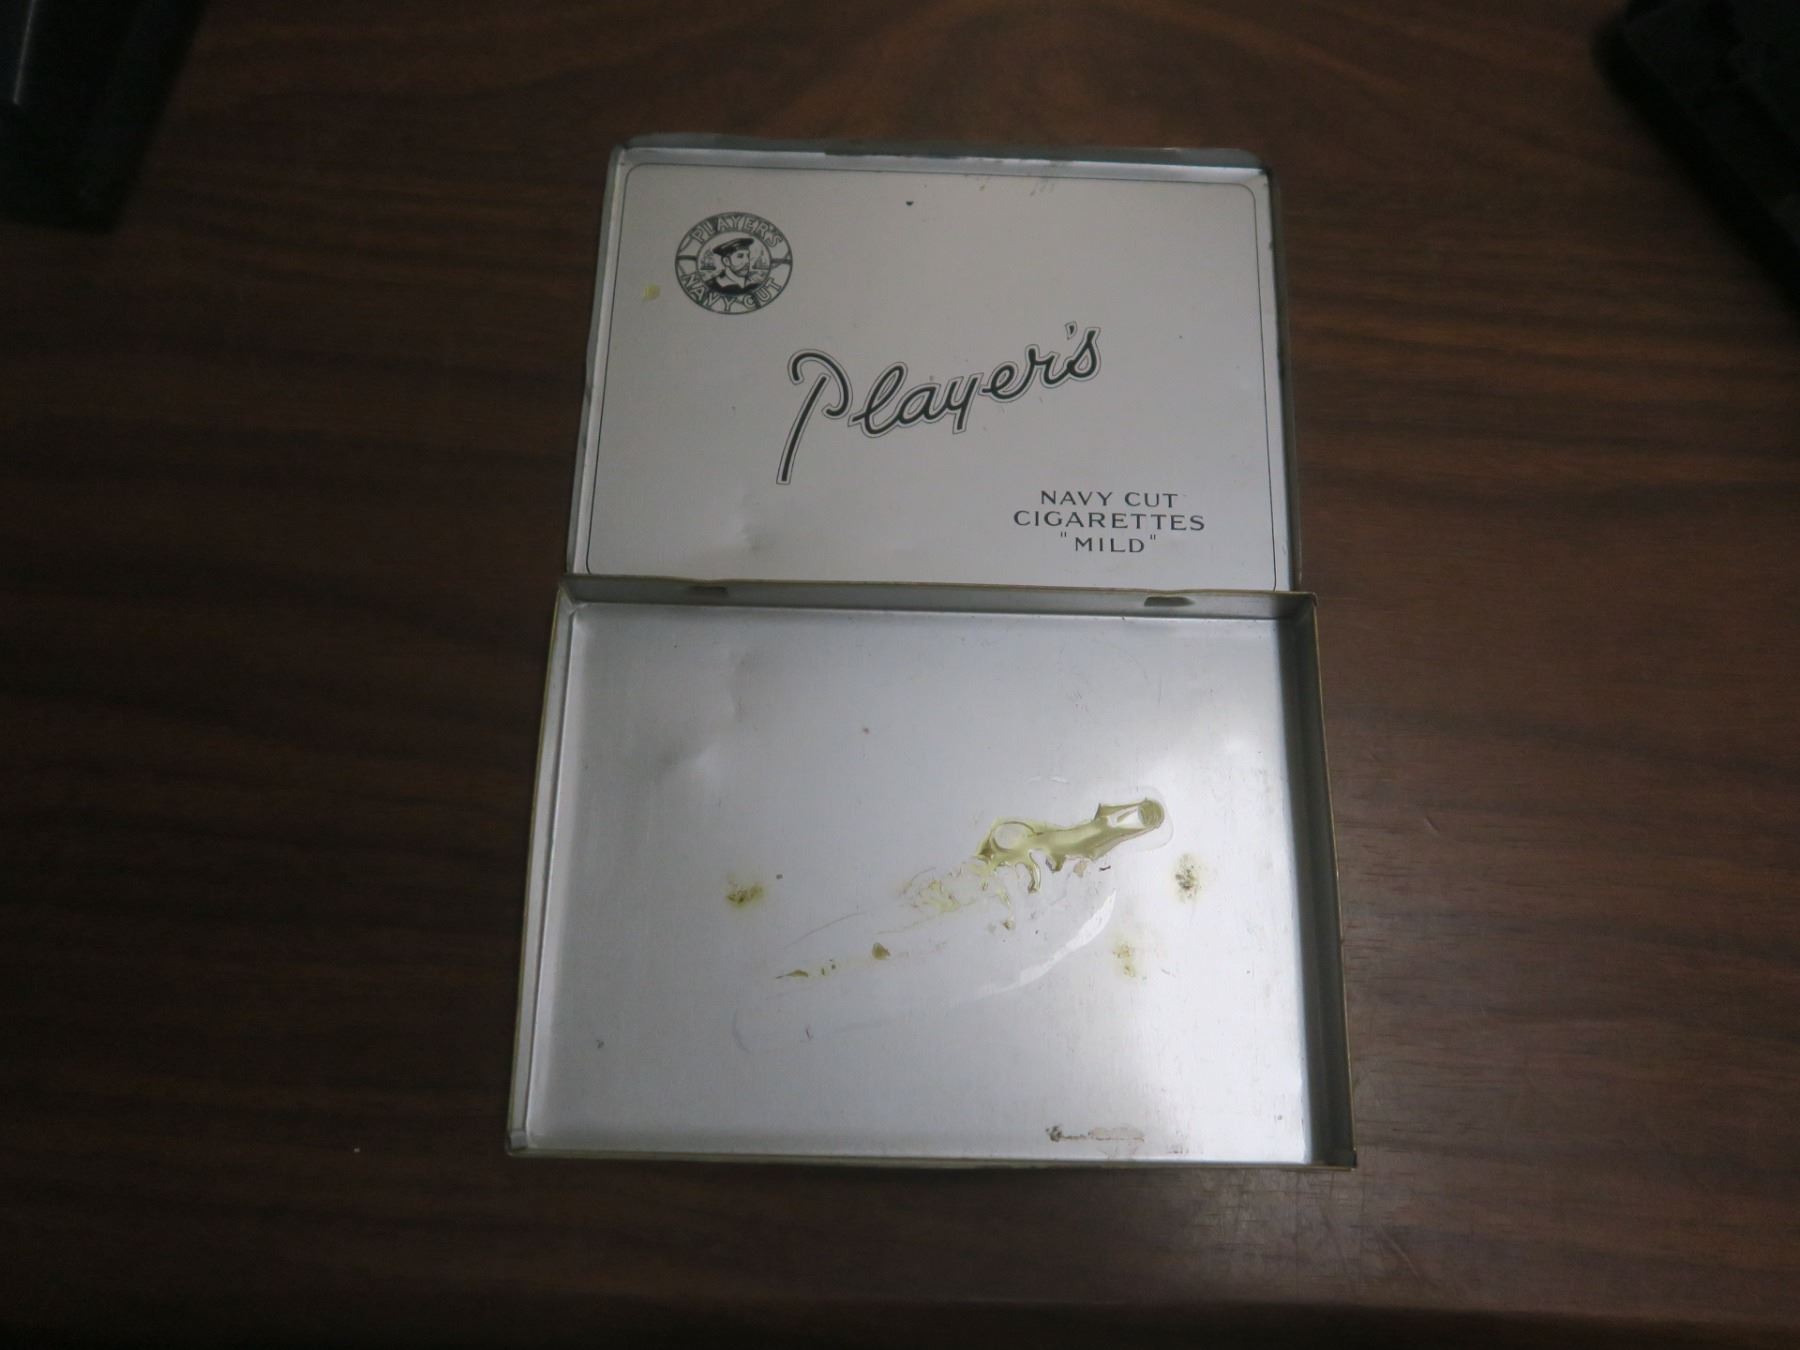 PLAYER'S
NAVY CUT
Player's
NAVY CUT
CIGARETTES
"MILD"